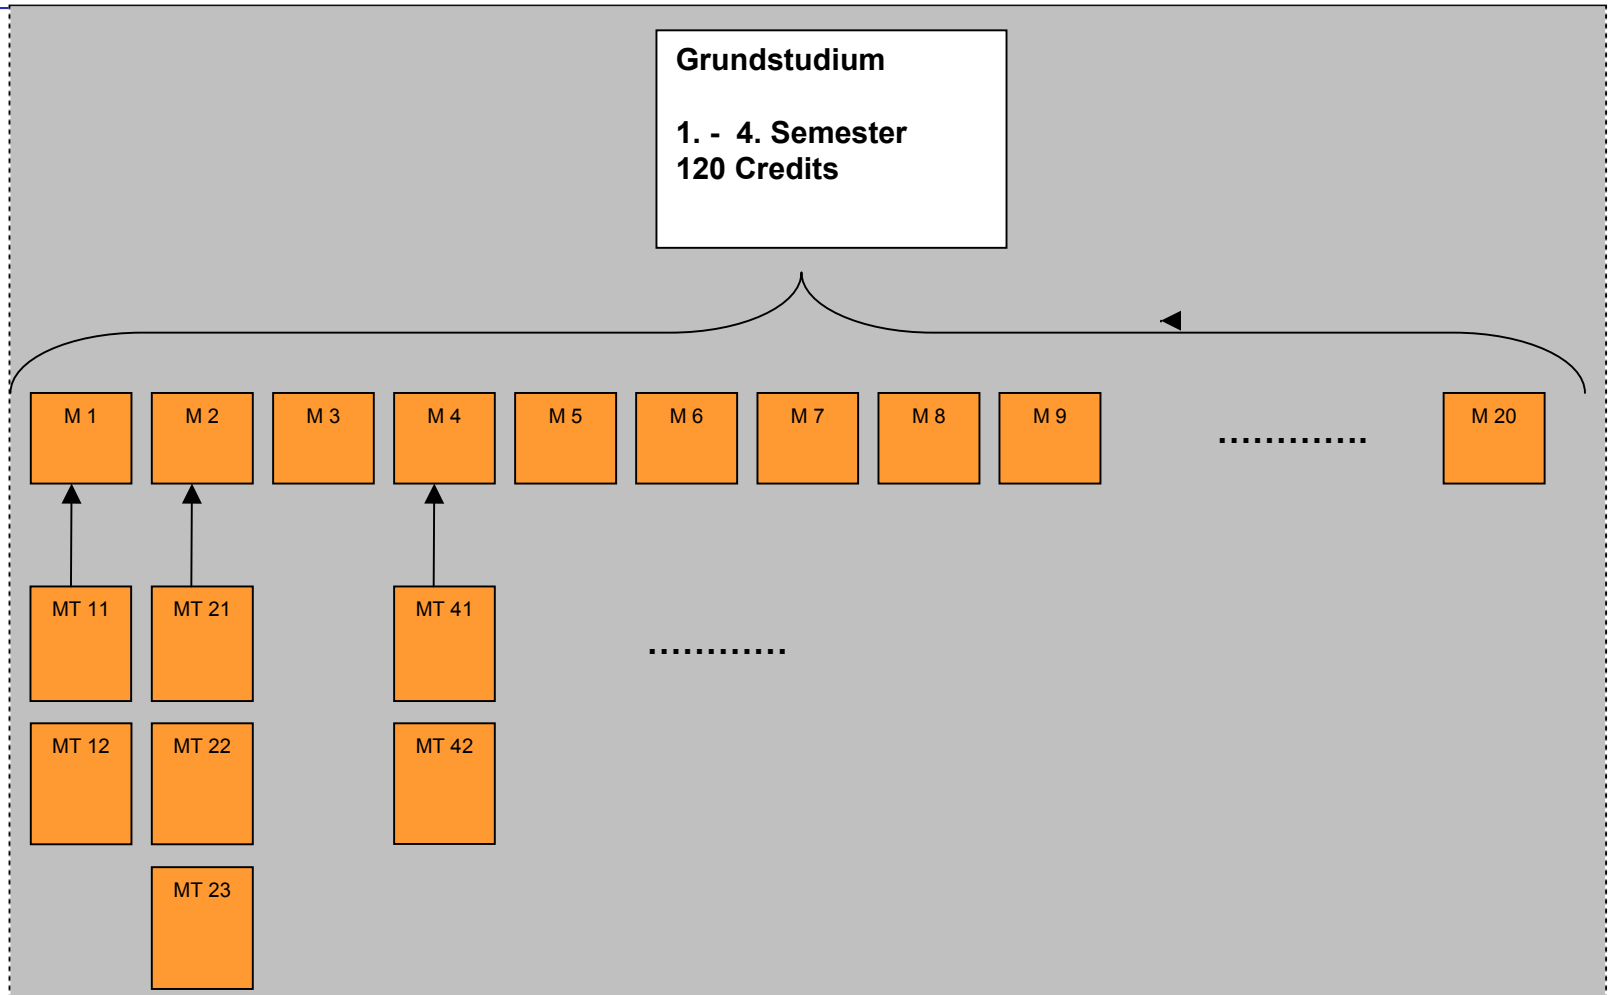 Grundstudium
1. - 4. Semester
120 Credits
M 1 M 2 M 3 M 4 M 5 M 6 M 7 M 8 M 9 ............. M 20
MT 11 MT 21 MT 41 ............
MT 12 MT 22 MT 42
MT 23